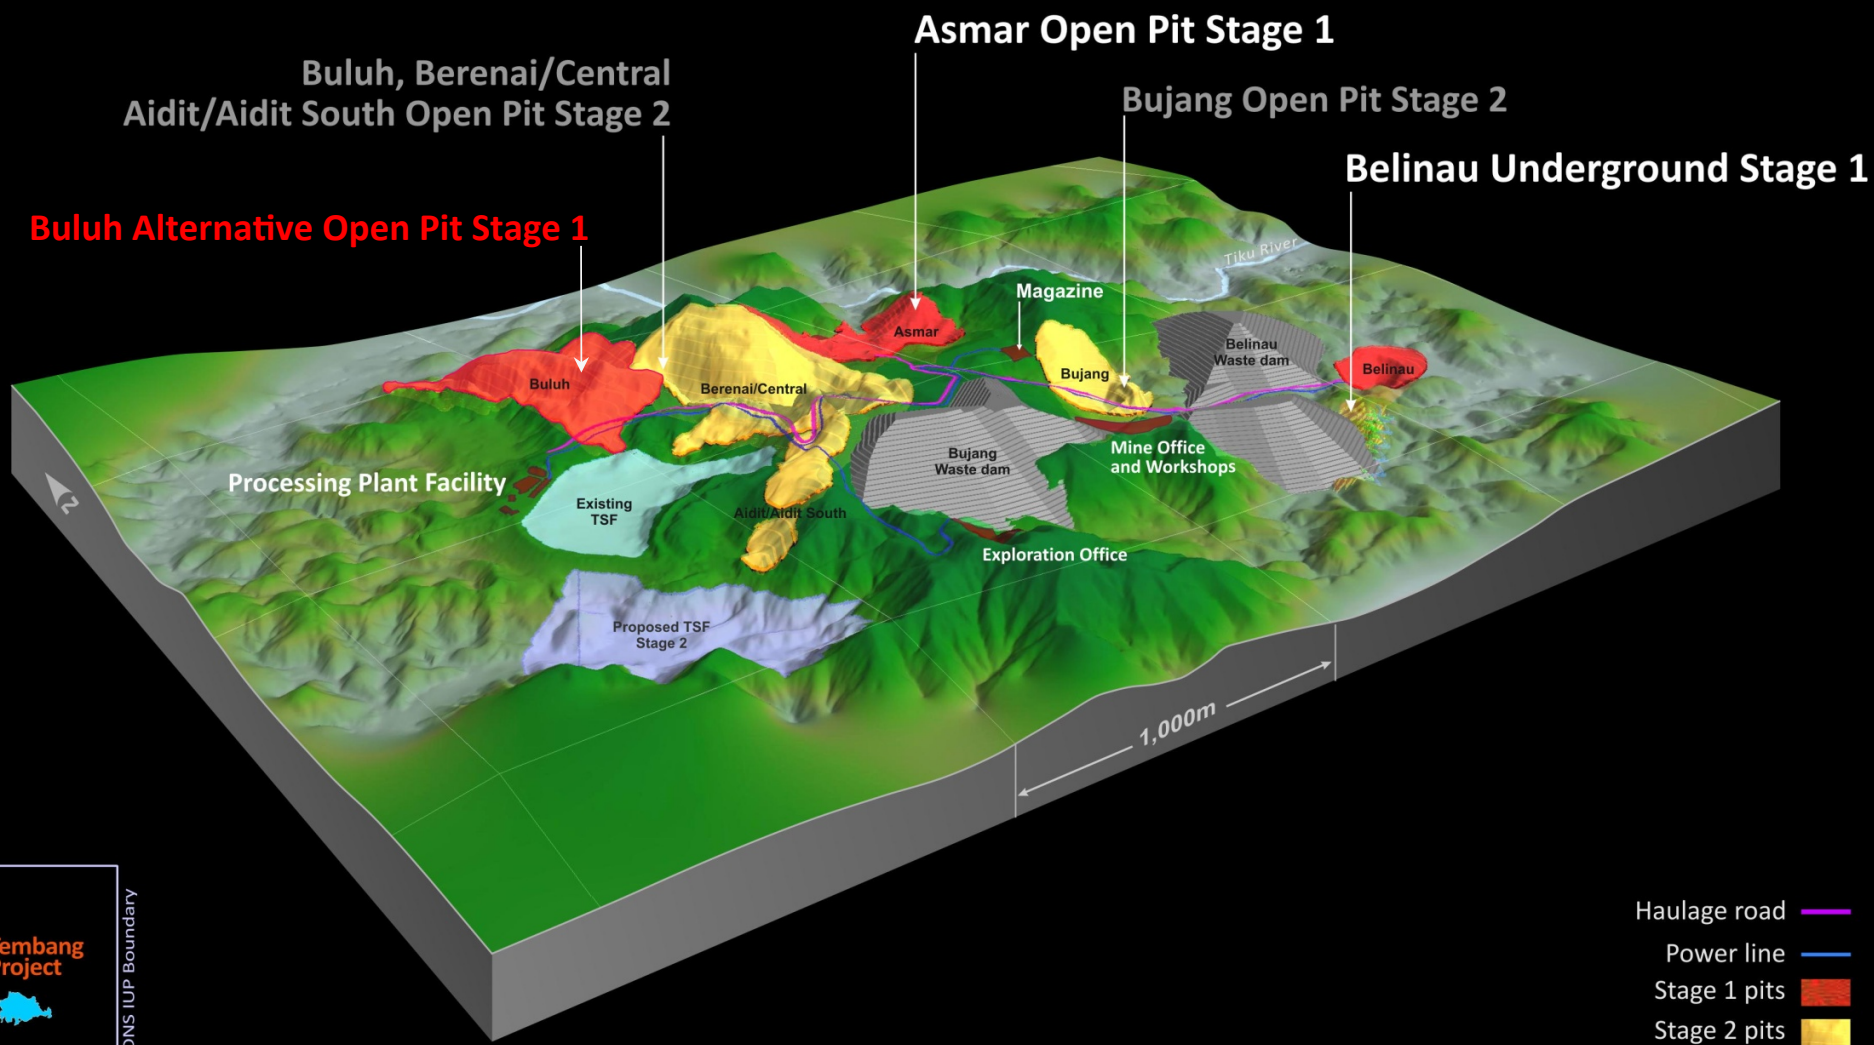 Asmar Open Pit Stage 1
Buluh, Berenai/Central
Aidit/Aidit South Open Pit Stage 2
Bujang Open Pit Stage 2
Belinau Underground Stage 1
Buluh Alternative Open Pit Stage 1
Tiku River
Magazine
Asmar
Belinau
Waste dam
Belinau
Bujang
Buluh
Berenai/Central
Mine Office
and Workshops
Bujang
Waste dam
Processing Plant Facility
Existing
TSF
Aidit/Aidit South
Exploration Office
Proposed TSF
Stage 2
1,000m
Haulage road
Power line
Stage 1 pits
Stage 2 pits
embang
roject
IUP Boundary